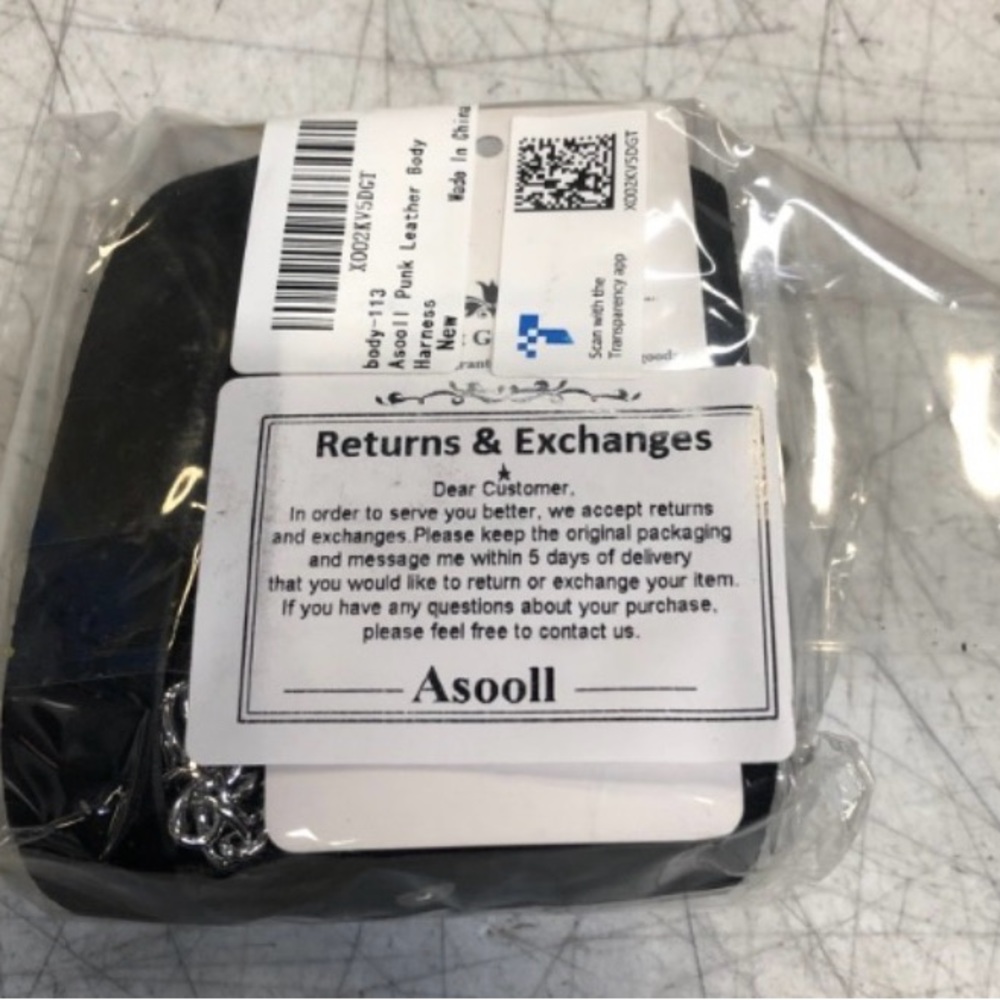 X002KV5DGT
body-113
Asooll Punk Leather Body
Harness
New
Made In China
X002KV5DGT
Scan with the
Transparency app
Returns & Exchanges
Dear Customer,
In order to serve you better, we accept returns
and exchanges.Please keep the original packaging
and message me within 5 days of delivery
that you would like to return or exchange your item.
If you have any questions about your purchase,
please feel free to contact us.
Asooll